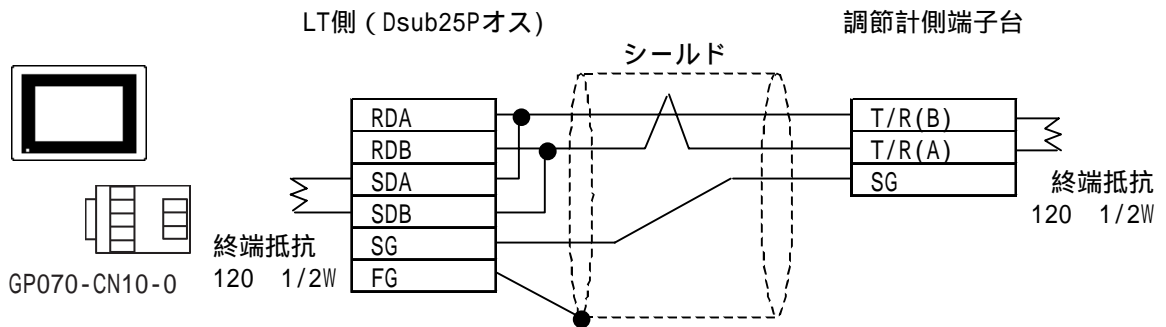 LT側（Dsub25Pオス)
調節計側端子台
シールド
RDA
RDB
SDA
SDB
SG
FG
T/R(B)
T/R(A)
SG
終端抵抗
120 1/2W
終端抵抗
120 1/2W
GP070-CN10-0